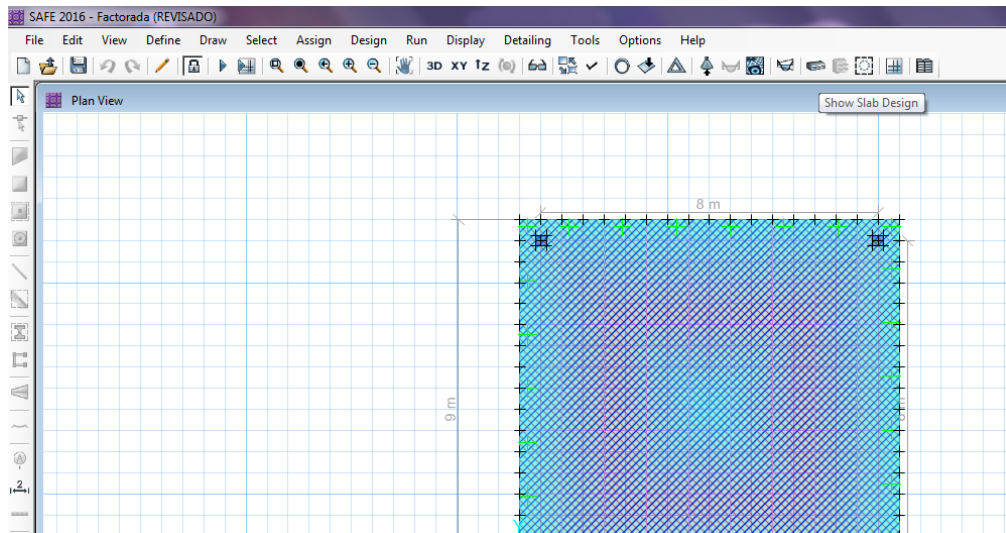 SAFE 2016 - Factorada (REVISADO)
File Edit View Define Draw Select Assign Design Run Display Detailing Tools Options Help
3D XY ↑Z
Plan View
Show Slab Design
8 m
9 m
2